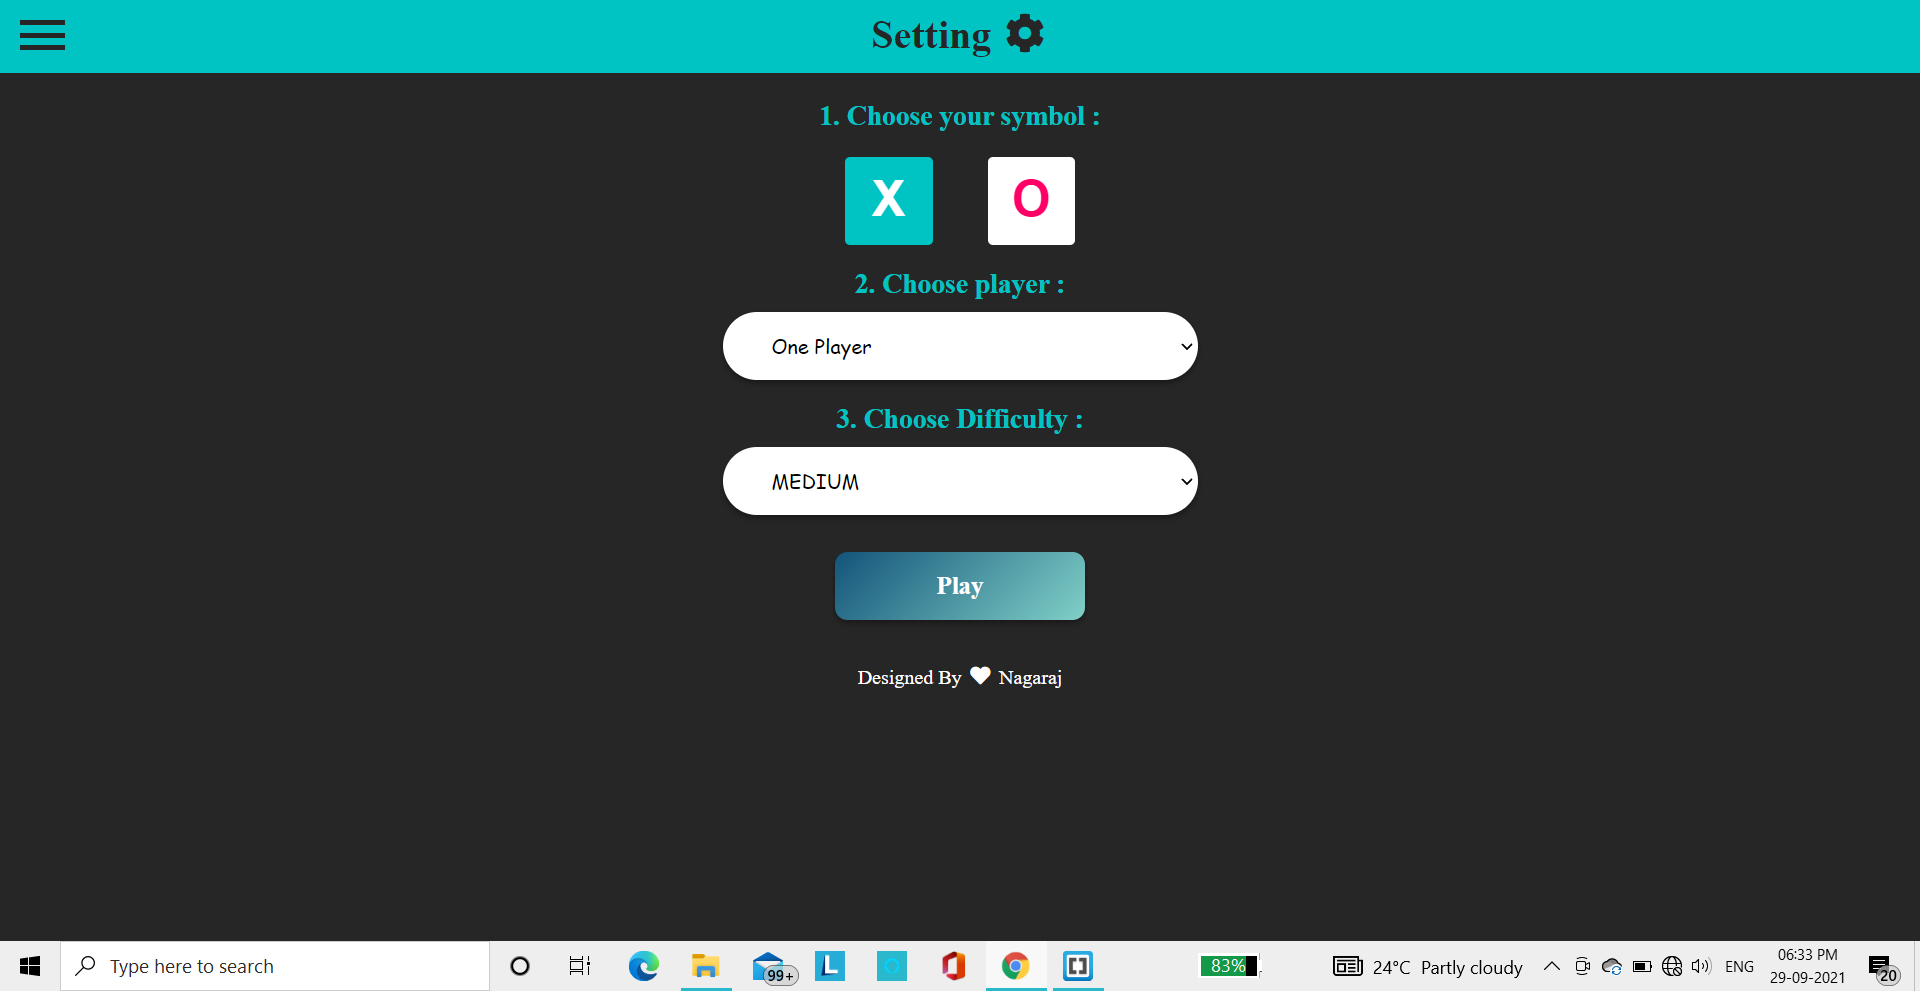 Setting
1. Choose your symbol :
X O
2. Choose player :
One Player
3. Choose Difficulty :
MEDIUM
Play
Designed By Nagaraj
Type here to search
99+
L
83%
24°C Partly cloudy
ENG
06:33 PM
29-09-2021
20